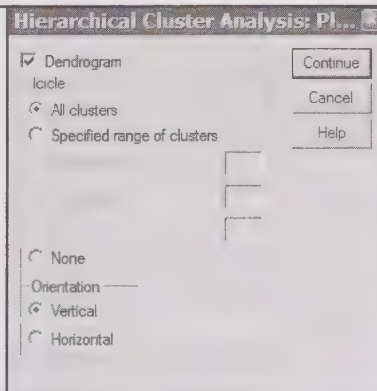 Hierarchical Cluster Analysis: Pl...
Dendrogram
Continue
Icicle
All clusters
Cancel
Specified range of clusters
Help
None
Orientation
Vertical
Horizontal